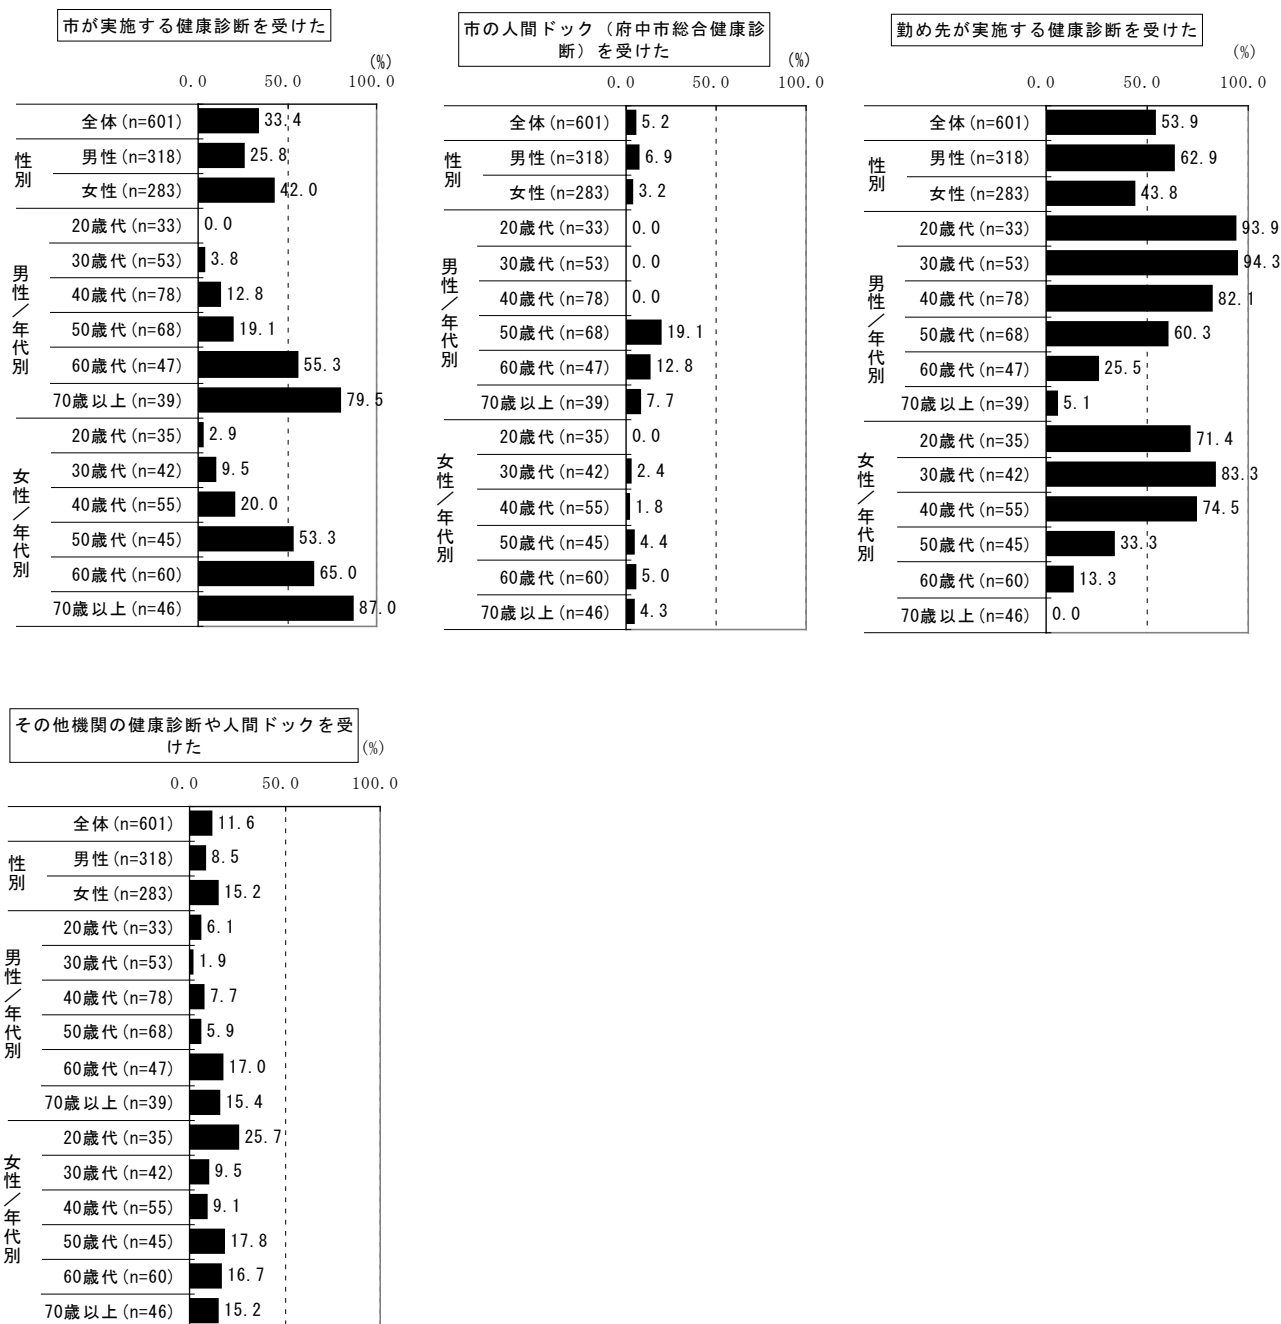 市が実施する健康診断を受けた
(%)
0.0 50.0 100.0
全体(n=601) 33.4
性別
男性(n=318) 25.8
女性(n=283) 42.0
男性／年代別
20歳代(n=33) 0.0
30歳代(n=53) 3.8
40歳代(n=78) 12.8
50歳代(n=68) 19.1
60歳代(n=47) 55.3
70歳以上(n=39) 79.5
女性／年代別
20歳代(n=35) 2.9
30歳代(n=42) 9.5
40歳代(n=55) 20.0
50歳代(n=45) 53.3
60歳代(n=60) 65.0
70歳以上(n=46) 87.0
市の人間ドック（府中市総合健康診
断）を受けた
(%)
0.0 50.0 100.0
全体(n=601) 5.2
性別
男性(n=318) 6.9
女性(n=283) 3.2
男性／年代別
20歳代(n=33) 0.0
30歳代(n=53) 0.0
40歳代(n=78) 0.0
50歳代(n=68) 19.1
60歳代(n=47) 12.8
70歳以上(n=39) 7.7
女性／年代別
20歳代(n=35) 0.0
30歳代(n=42) 2.4
40歳代(n=55) 1.8
50歳代(n=45) 4.4
60歳代(n=60) 5.0
70歳以上(n=46) 4.3
勤め先が実施する健康診断を受けた
(%)
0.0 50.0 100.0
全体(n=601) 53.9
性別
男性(n=318) 62.9
女性(n=283) 43.8
男性／年代別
20歳代(n=33) 93.9
30歳代(n=53) 94.3
40歳代(n=78) 82.1
50歳代(n=68) 60.3
60歳代(n=47) 25.5
70歳以上(n=39) 5.1
女性／年代別
20歳代(n=35) 71.4
30歳代(n=42) 83.3
40歳代(n=55) 74.5
50歳代(n=45) 33.3
60歳代(n=60) 13.3
70歳以上(n=46) 0.0
その他機関の健康診断や人間ドックを受
けた
(%)
0.0 50.0 100.0
全体(n=601) 11.6
性別
男性(n=318) 8.5
女性(n=283) 15.2
男性／年代別
20歳代(n=33) 6.1
30歳代(n=53) 1.9
40歳代(n=78) 7.7
50歳代(n=68) 5.9
60歳代(n=47) 17.0
70歳以上(n=39) 15.4
女性／年代別
20歳代(n=35) 25.7
30歳代(n=42) 9.5
40歳代(n=55) 9.1
50歳代(n=45) 17.8
60歳代(n=60) 16.7
70歳以上(n=46) 15.2